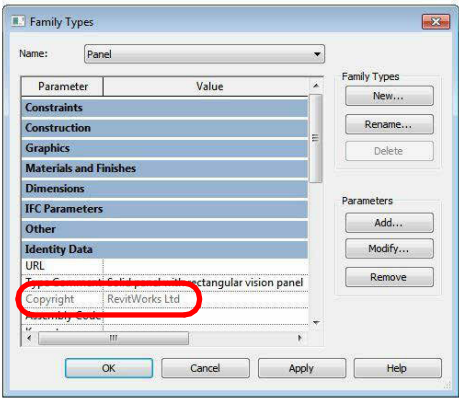 Family Types
Name: Panel
Parameter Value
Constraints
Construction
Graphics
Materials and Finishes
Dimensions
IFC Parameters
Other
Identity Data
URL
Type Comment Solid panel with rectangular vision panel
Copyright RevitWorks Ltd
Assembly Code
Family Types
New...
Rename...
Delete
Parameters
Add...
Modify...
Remove
OK Cancel Apply Help